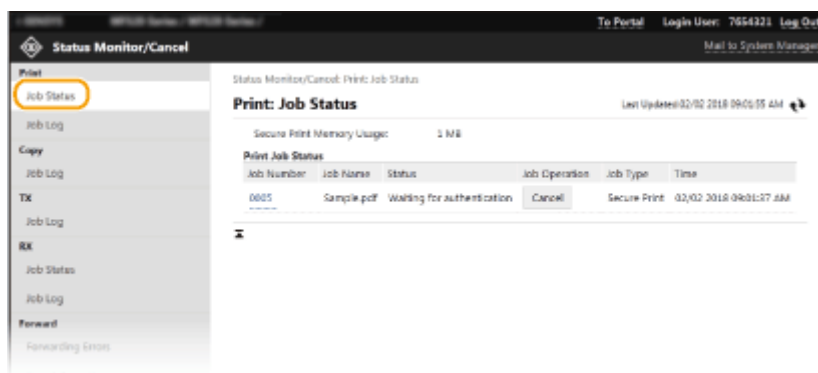 To Portal Login User: 7654321 Log Out
Status Monitor/Cancel
Mail to System Manager
Print
Job Status
Job Log
Copy
Job Log
TX
Job Log
RX
Job Status
Job Log
Forward
Forwarding Errors
Status Monitor/Cancel: Print: Job Status
Print: Job Status
Last Updated:02/02 2018 09:01:55 AM
Secure Print Memory Usage: 1 MB
Print Job Status
Job Number Job Name Status Job Operation Job Type Time
0005 Sample.pdf Waiting for authentication Cancel Secure Print 02/02 2018 09:01:37 AM